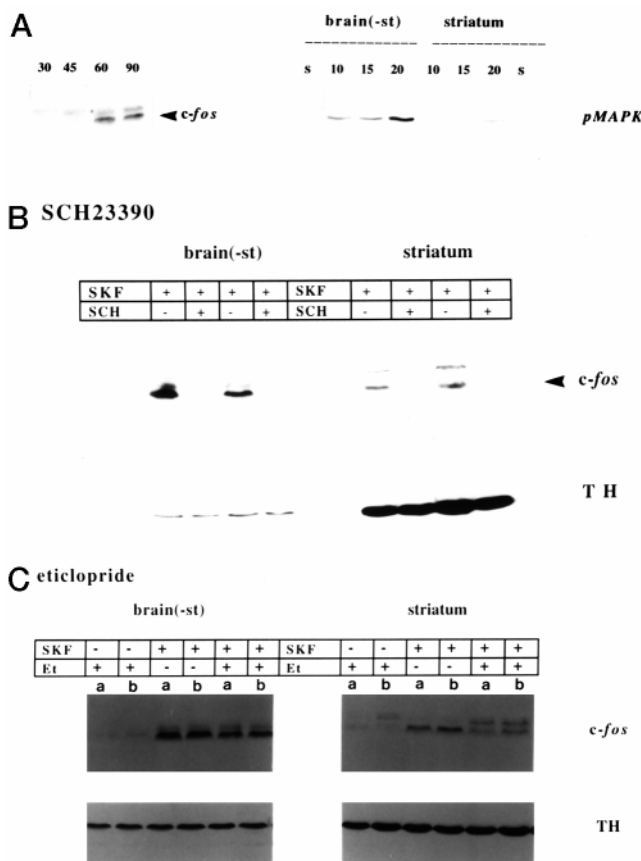 A
brain(-st) striatum
30 45 60 90 s 10 15 20 10 15 20 s
c-fos pMAPK
B SCH23390
brain(-st) striatum
SKF + + + + SKF + + + +
SCH - + - + SCH - + - +
c-fos
T H
C eticlopride
brain(-st) striatum
SKF - - + + + + SKF - - + + + +
Et + + - - + + Et + + - - + +
a b a b a b a b a b a b
c-fos
TH